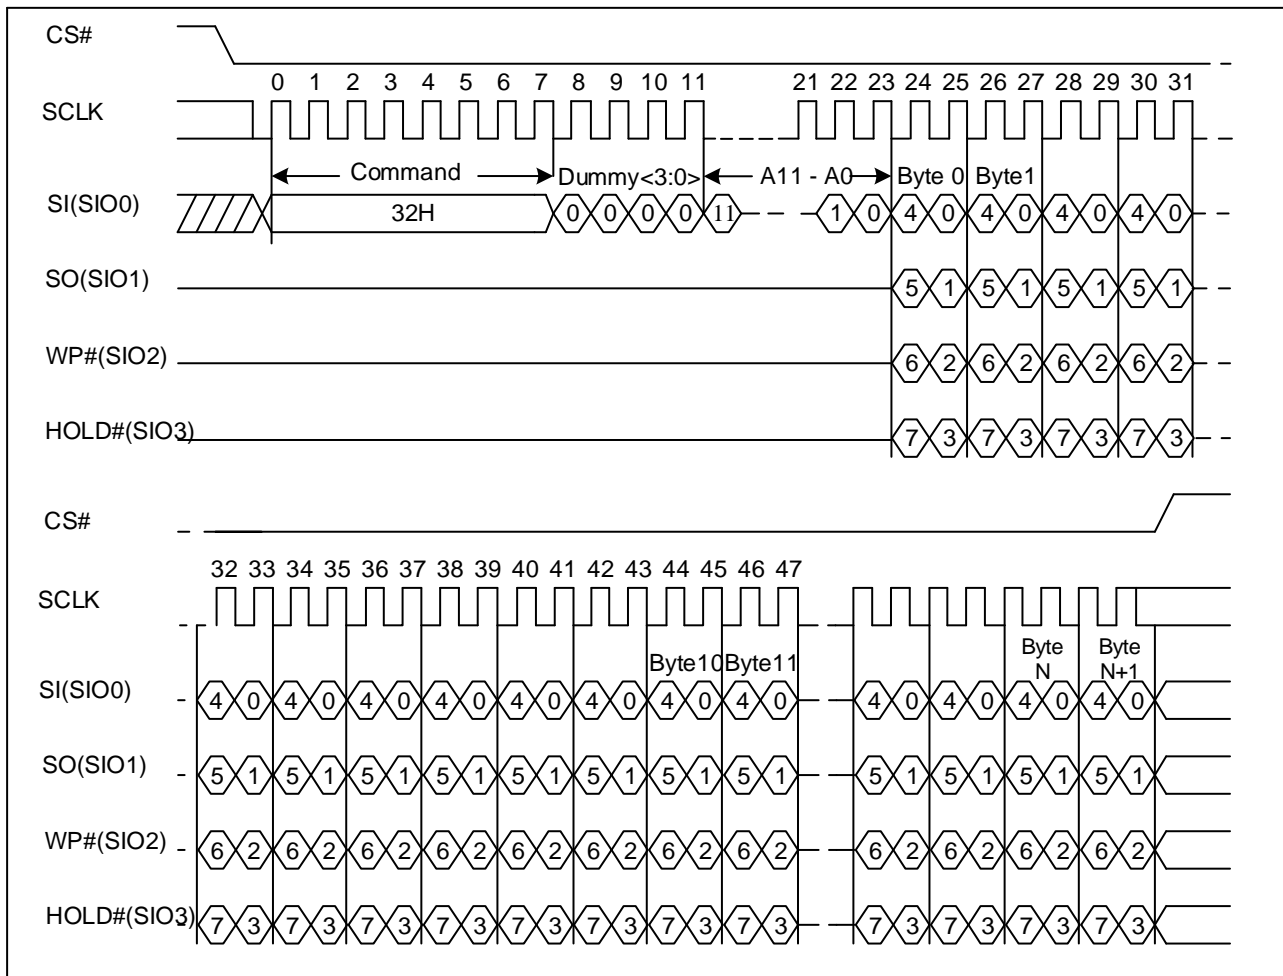 CS#
0 1 2 3 4 5 6 7 8 9 10 11 21 22 23 24 25 26 27 28 29 30 31
SCLK
Command Dummy<3:0> A11 - A0 Byte 0 Byte1
SI(SIO0) 32H 0 0 0 0 11 1 0 4 0 4 0 4 0 4 0
SO(SIO1) 5 1 5 1 5 1 5 1
WP#(SIO2) 6 2 6 2 6 2 6 2
HOLD#(SIO3) 7 3 7 3 7 3 7 3
CS#
32 33 34 35 36 37 38 39 40 41 42 43 44 45 46 47
SCLK
Byte10 Byte11 Byte N Byte N+1
SI(SIO0) 4 0 4 0 4 0 4 0 4 0 4 0 4 0 4 0 4 0 4 0 4 0 4 0
SO(SIO1) 5 1 5 1 5 1 5 1 5 1 5 1 5 1 5 1 5 1 5 1 5 1 5 1
WP#(SIO2) 6 2 6 2 6 2 6 2 6 2 6 2 6 2 6 2 6 2 6 2 6 2 6 2
HOLD#(SIO3) 7 3 7 3 7 3 7 3 7 3 7 3 7 3 7 3 7 3 7 3 7 3 7 3